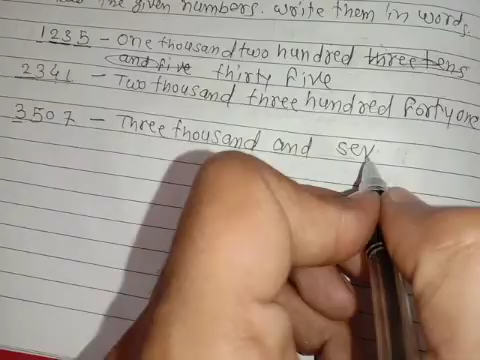 the given numbers. write them in words.
1235 - One thousand two hundred three tens
and five thirty five
2341 - Two thousand three hundred forty one
3507 - Three thousand and sev